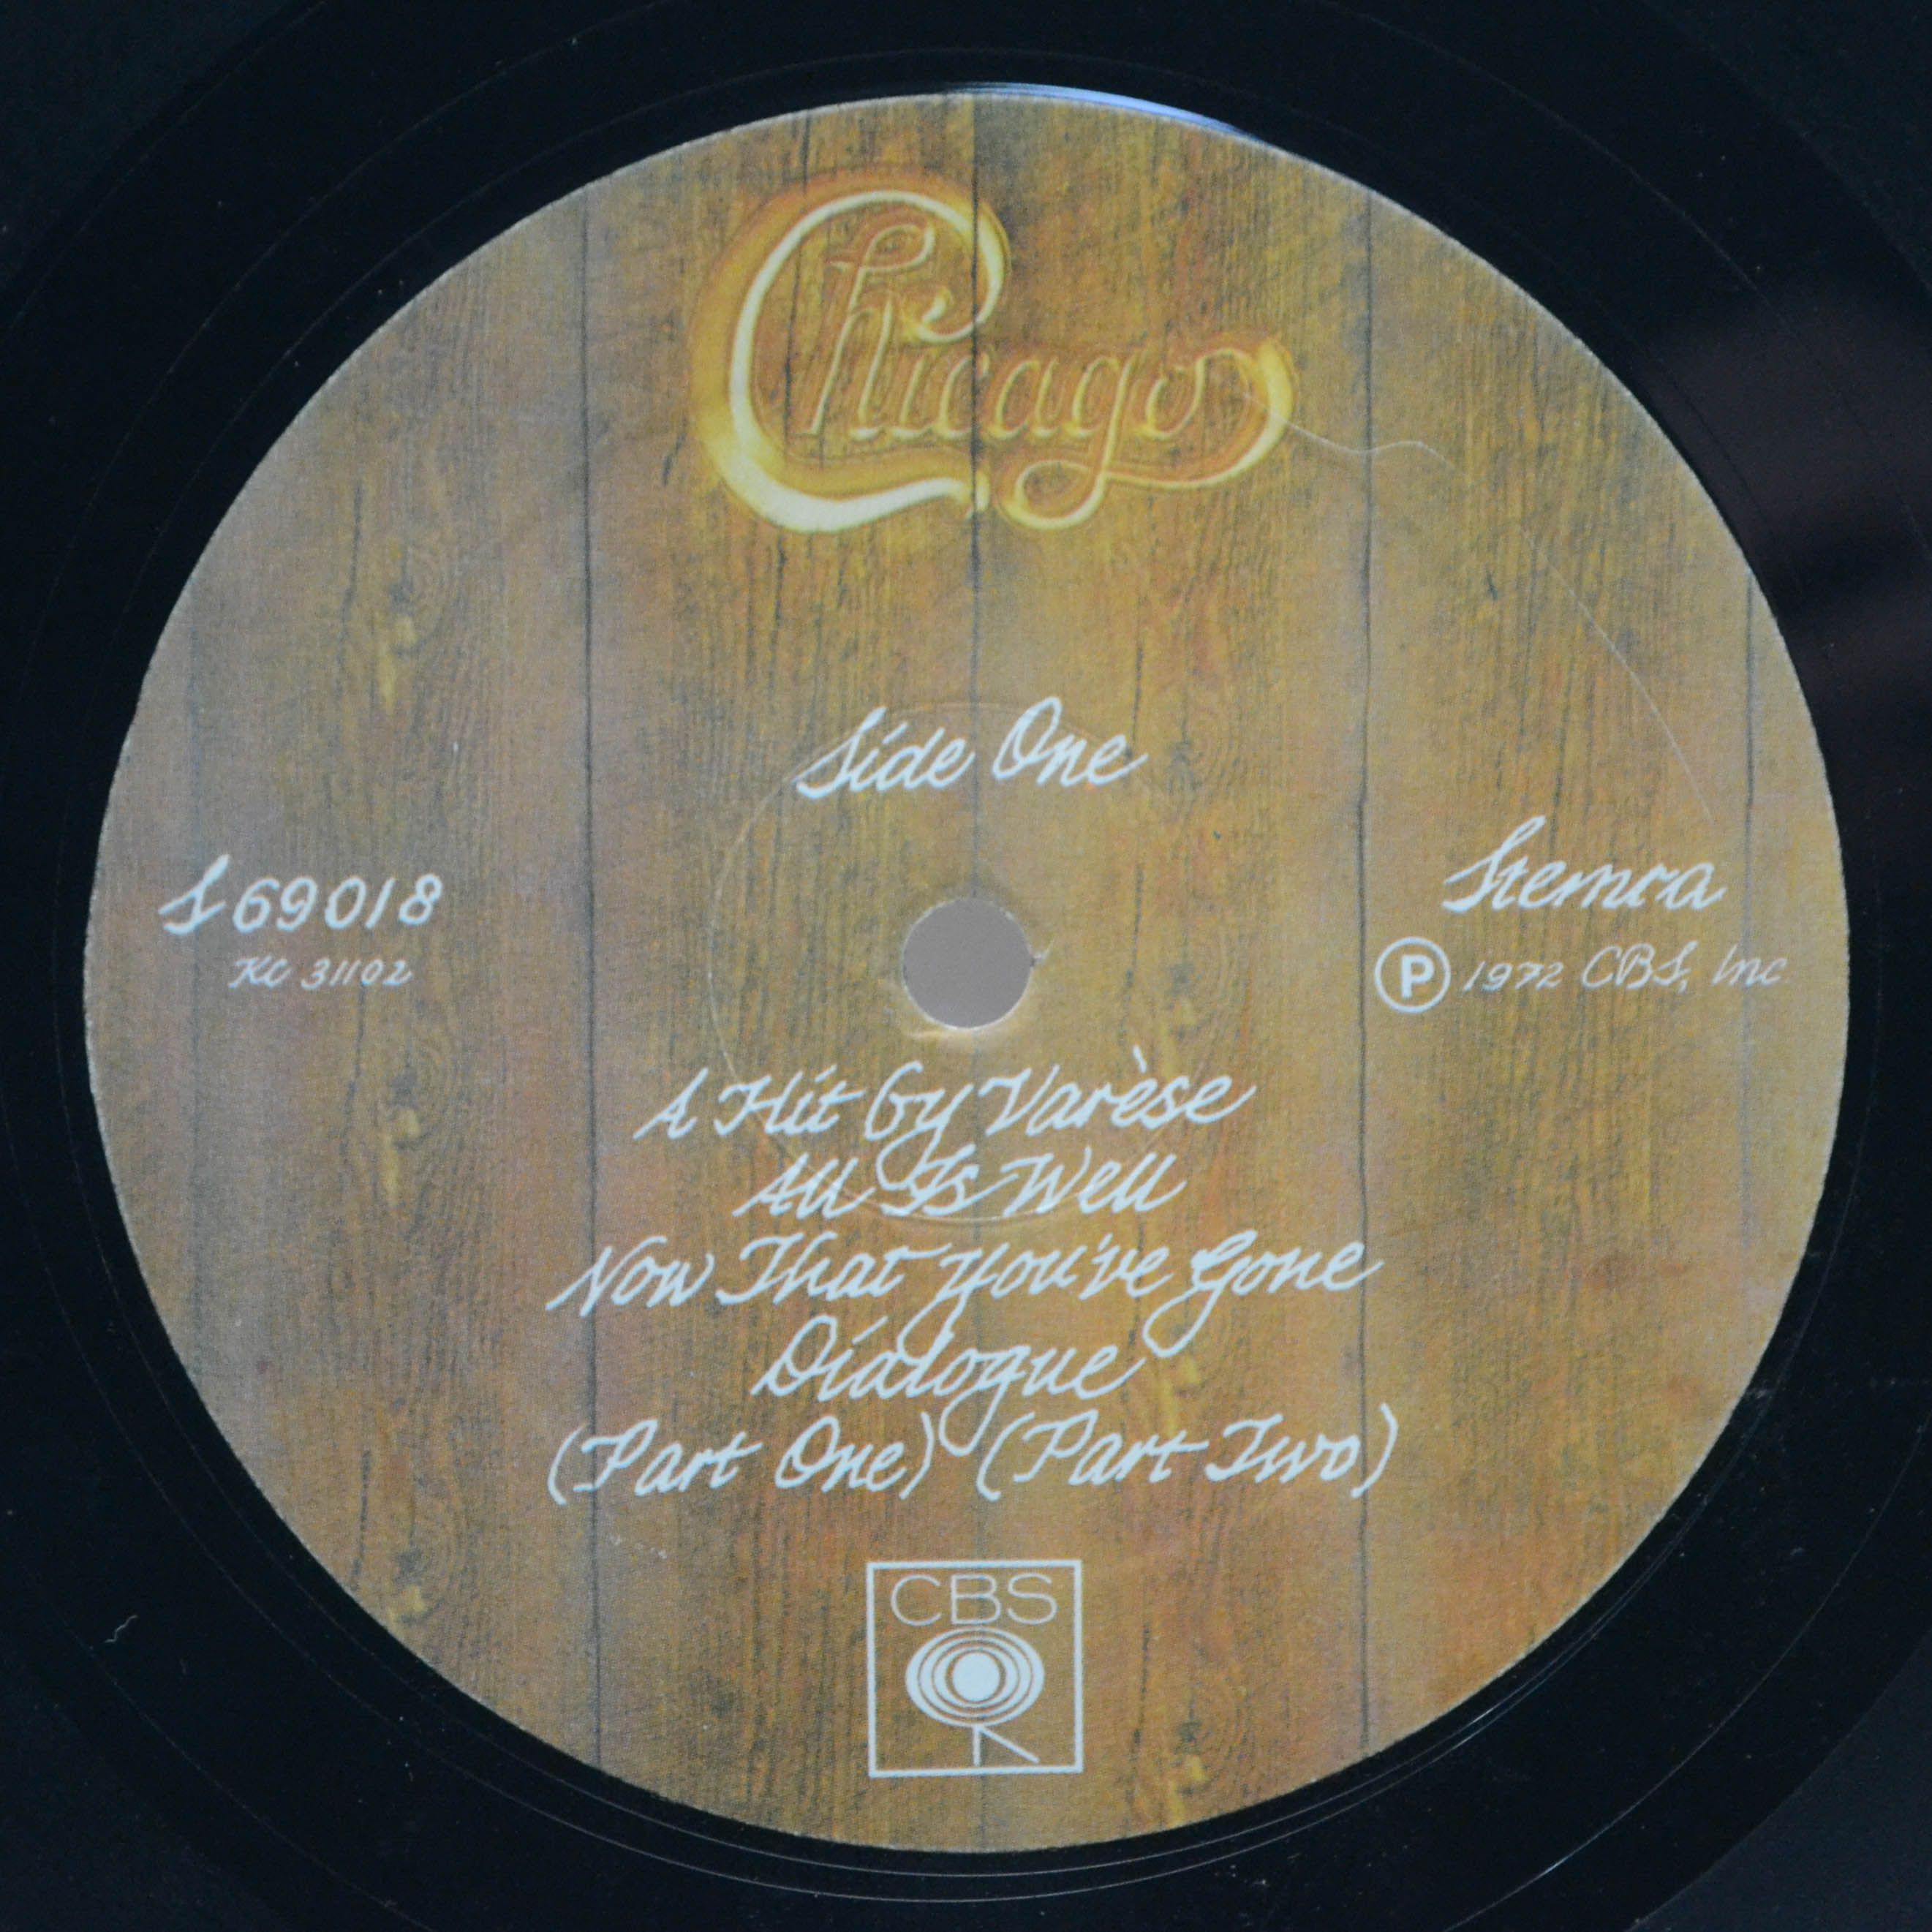 Chicago
Side One
S 69018
KC 31102
Stemra
Ⓟ 1972 CBS, Inc
A Hit by Varèse
All Is Well
Now That You've Gone
Dialogue
(Part One) (Part Two)
CBS